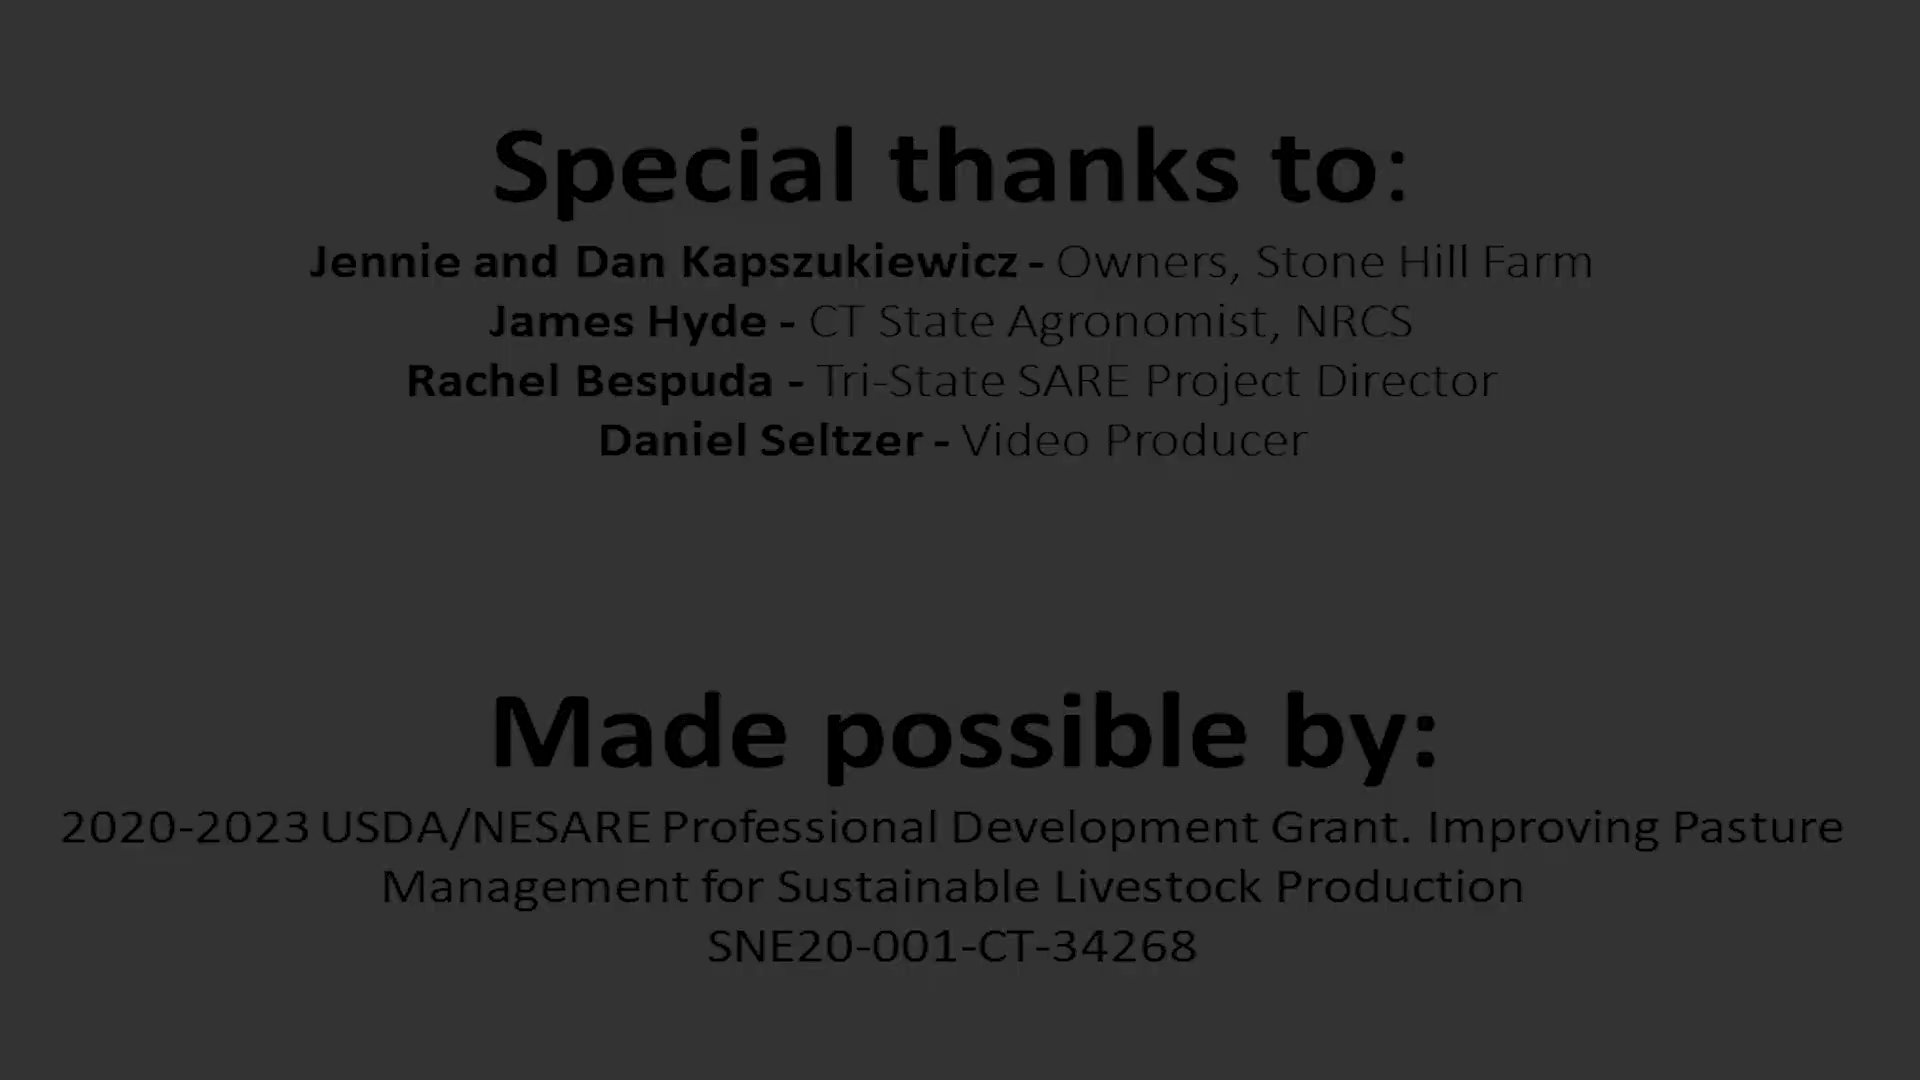 Special thanks to:
Jennie and Dan Kapszukiewicz - Owners, Stone Hill Farm
James Hyde - CT State Agronomist, NRCS
Rachel Bespuda - Tri-State SARE Project Director
Daniel Seltzer - Video Producer
Made possible by:
2020-2023 USDA/NESARE Professional Development Grant. Improving Pasture
Management for Sustainable Livestock Production
SNE20-001-CT-34268